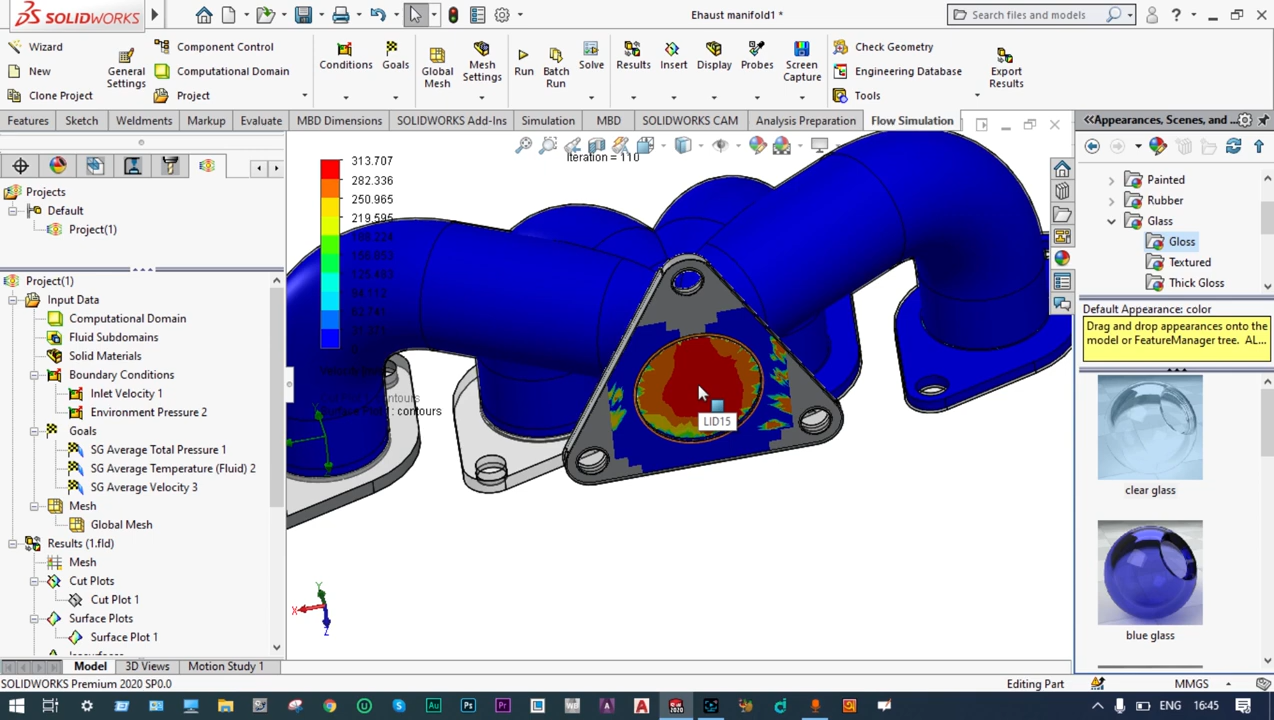 SOLIDWORKS
Ehaust manifold1 *
Search files and models
Wizard
Component Control
New
Computational Domain
Clone Project
Project
General Settings
Conditions
Goals
Global Mesh
Mesh Settings
Run
Batch Run
Solve
Results
Insert
Display
Probes
Screen Capture
Check Geometry
Engineering Database
Tools
Export Results
Features
Sketch
Weldments
Markup
Evaluate
MBD Dimensions
SOLIDWORKS Add-Ins
Simulation
MBD
SOLIDWORKS CAM
Analysis Preparation
Flow Simulation
Appearances, Scenes, and ...
Projects
Default
Project(1)
Project(1)
Input Data
Computational Domain
Fluid Subdomains
Solid Materials
Boundary Conditions
Inlet Velocity 1
Environment Pressure 2
Goals
SG Average Total Pressure 1
SG Average Temperature (Fluid) 2
SG Average Velocity 3
Mesh
Global Mesh
Results (1.fld)
Mesh
Cut Plots
Cut Plot 1
Surface Plots
Surface Plot 1
Iteration = 110
313.707
282.336
250.965
219.595
Surface Plot 1: contours
LID15
Y
X
Z
Painted
Rubber
Glass
Gloss
Textured
Thick Gloss
Default Appearance: color
Drag and drop appearances onto the
model or FeatureManager tree. AL...
clear glass
blue glass
Model
3D Views
Motion Study 1
SOLIDWORKS Premium 2020 SP0.0
Editing Part
MMGS
ENG
16:45